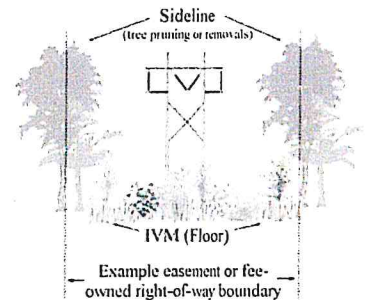 Sideline
(tree pruning or removals)
IVM (Floor)
Example easement or fee-
owned right-of-way boundary